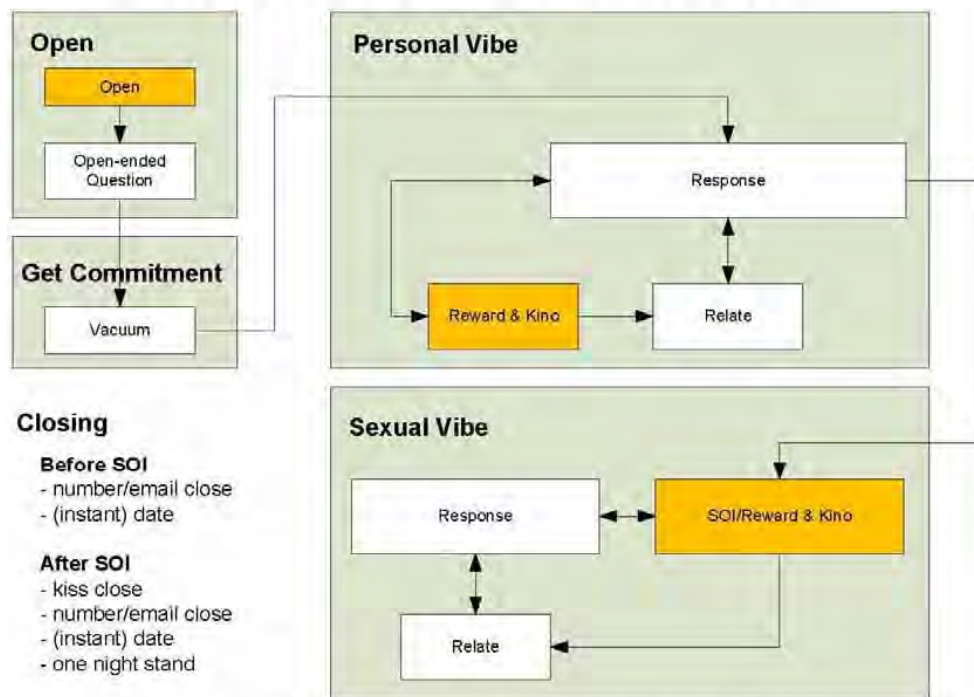 Open
Open
Open-ended
Question
Get Commitment
Vacuum
Closing
Before SOI
- number/email close
- (instant) date
After SOI
- kiss close
- number/email close
- (instant) date
- one night stand
Personal Vibe
Response
Reward & Kino
Relate
Sexual Vibe
Response
SOI/Reward & Kino
Relate